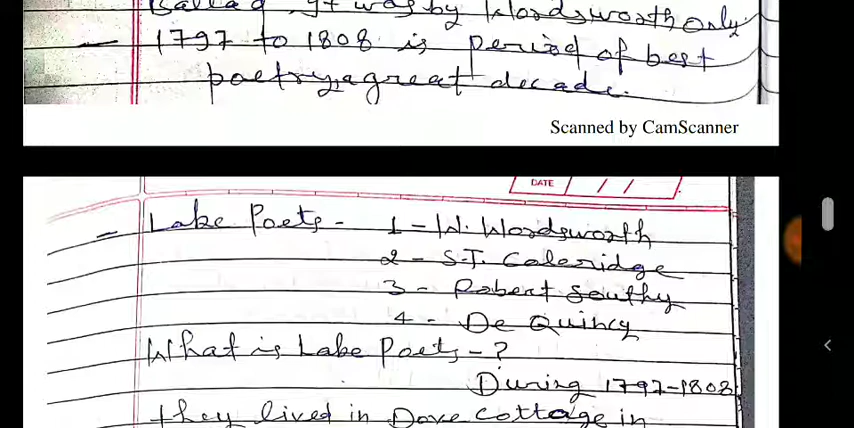 Ballad, It was by Wordsworth only
- 1797 to 1808 is period of best
poetry, a great decade.
Scanned by CamScanner
DATE / /
- Lake Poets - 1 - W. Wordsworth
2 - S.T. Coleridge
3 - Robert Southy
4 - De Quincy
What is Lake Poets - ?
During 1797-1808
they lived in Dove cottage in